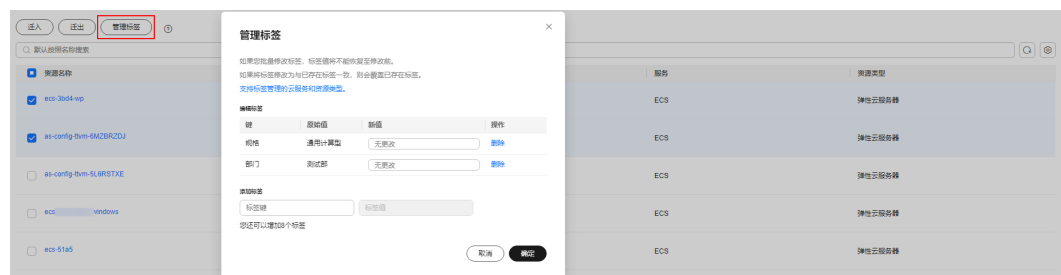 迁入 迁出 管理标签
默认按照名称搜索
资源名称 服务 资源类型
ecs-3bd4-wp ECS 弹性云服务器
as-config-ttvm-6MZBRZDJ ECS 弹性云服务器
as-config-ttvm-5L6RSTXE ECS 弹性云服务器
ecs windows ECS 弹性云服务器
ecs-51a5 ECS 弹性云服务器
管理标签
如果您批量修改标签，标签值将不能恢复至修改前。
如果将标签修改为与已存在标签一致，则会覆盖已存在标签。
支持标签管理的云服务和资源类型。
编辑标签
键 原始值 新值 操作
规格 通用计算型 无更改 删除
部门 测试部 无更改 删除
添加标签
标签键 标签值
您还可以增加8个标签
取消 确定